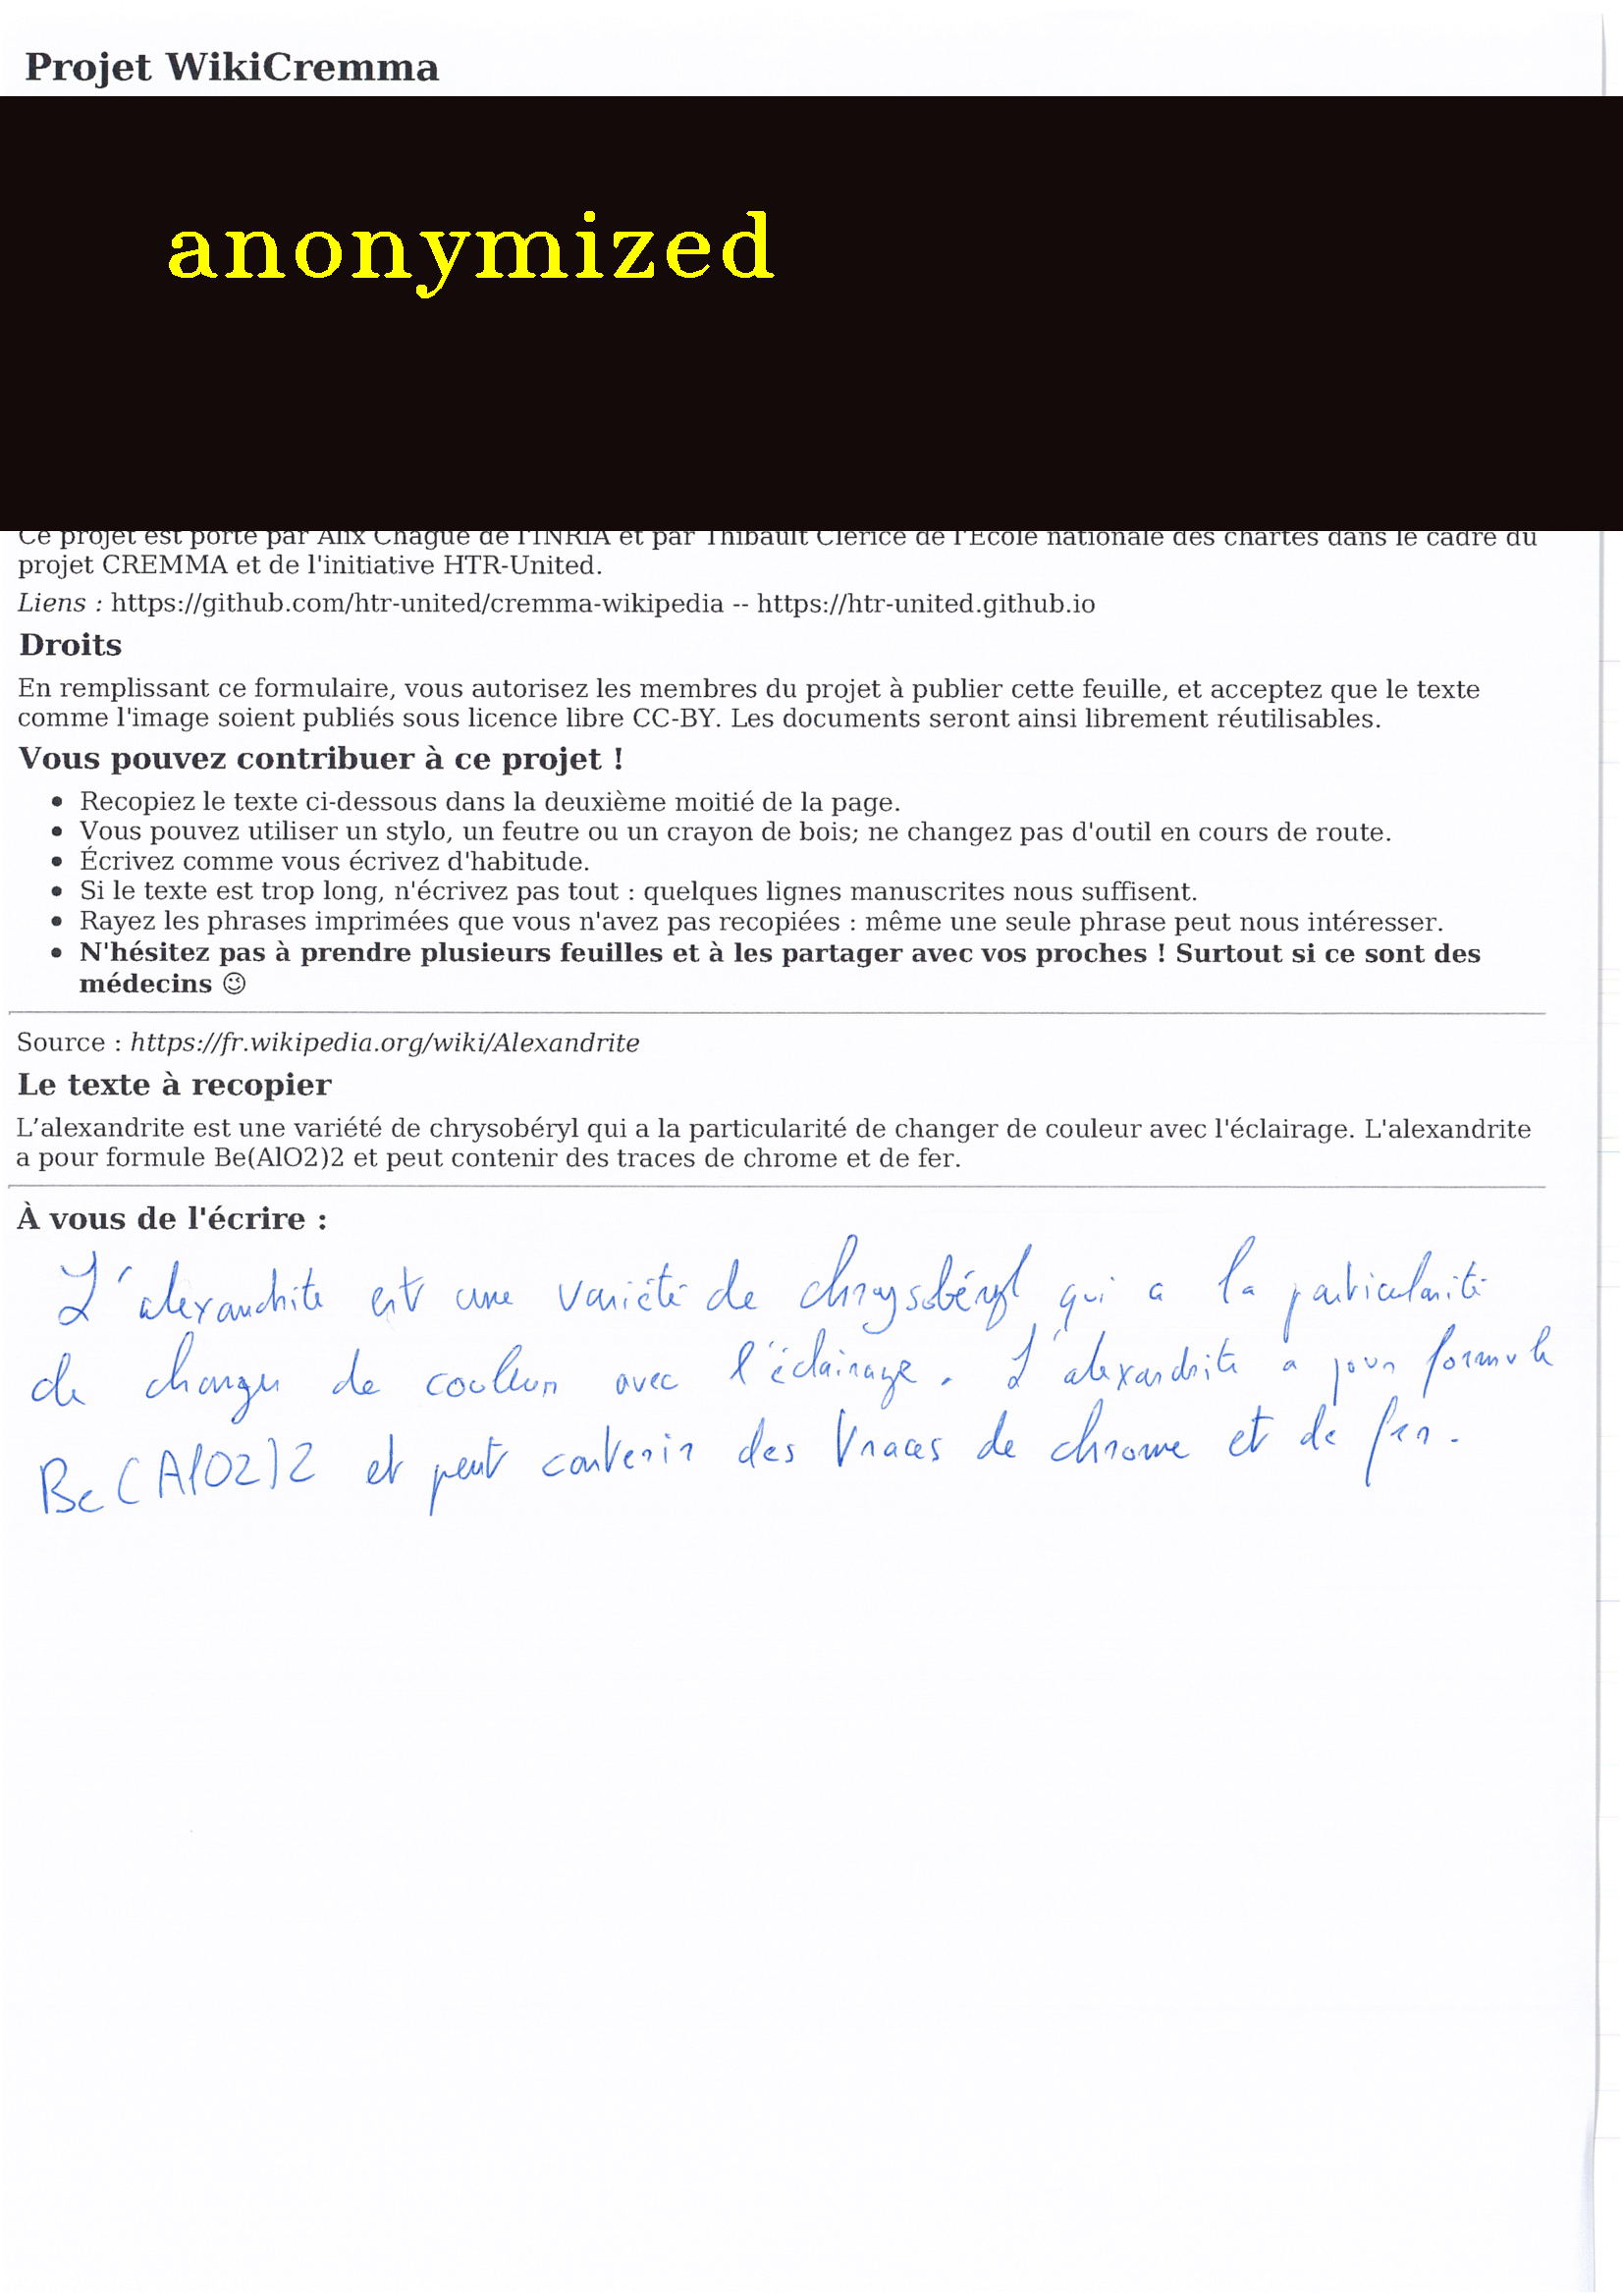 Projet WikiCremma
anonymized
Ce projet est porté par Alix Chagué de l'INRIA et par Thibault Clérice de l'École nationale des chartes dans le cadre du
projet CREMMA et de l'initiative HTR-United.
Liens : https://github.com/htr-united/cremma-wikipedia -- https://htr-united.github.io
Droits
En remplissant ce formulaire, vous autorisez les membres du projet à publier cette feuille, et acceptez que le texte
comme l'image soient publiés sous licence libre CC-BY. Les documents seront ainsi librement réutilisables.
Vous pouvez contribuer à ce projet !
• Recopiez le texte ci-dessous dans la deuxième moitié de la page.
• Vous pouvez utiliser un stylo, un feutre ou un crayon de bois; ne changez pas d'outil en cours de route.
• Écrivez comme vous écrivez d'habitude.
• Si le texte est trop long, n'écrivez pas tout : quelques lignes manuscrites nous suffisent.
• Rayez les phrases imprimées que vous n'avez pas recopiées : même une seule phrase peut nous intéresser.
• N'hésitez pas à prendre plusieurs feuilles et à les partager avec vos proches ! Surtout si ce sont des
médecins 😉
Source : https://fr.wikipedia.org/wiki/Alexandrite
Le texte à recopier
L’alexandrite est une variété de chrysobéryl qui a la particularité de changer de couleur avec l'éclairage. L'alexandrite
a pour formule Be(AlO2)2 et peut contenir des traces de chrome et de fer.
À vous de l'écrire :
L'alexandrite est une variété de chrysobéryl qui a la particularité
de changer de couleur avec l'éclairage. L'alexandrite a pour formule
Be(AlO2)2 et peut contenir des traces de chrome et de fer.